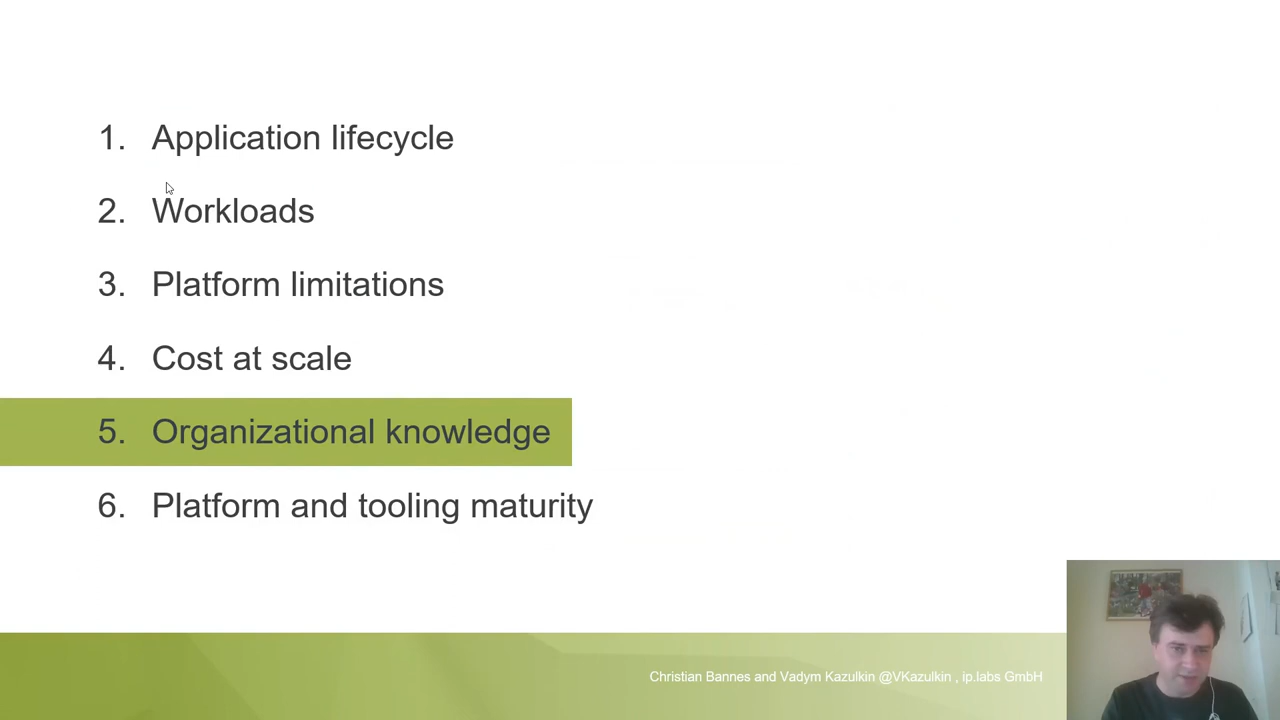 1. Application lifecycle
2. Workloads
3. Platform limitations
4. Cost at scale
5. Organizational knowledge
6. Platform and tooling maturity
Christian Bannes and Vadym Kazulkin @VKazulkin , ip.labs GmbH